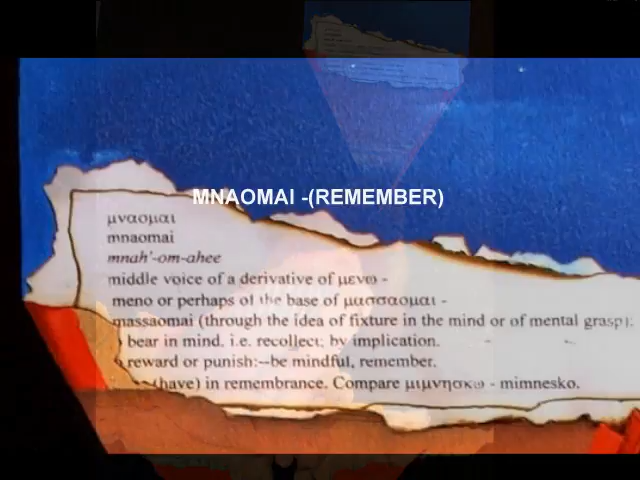 MNAOMAI -(REMEMBER)
μναομαι
mnaomai
mnah'-om-ahee
middle voice of a derivative of μενω -
meno or perhaps of the base of μασσαομαι -
massaomai (through the idea of fixture in the mind or of mental grasp);
bear in mind, i.e. recollect; by implication,
reward or punish:--be mindful, remember,
(have) in remembrance. Compare μιμνησκω - mimnesko.